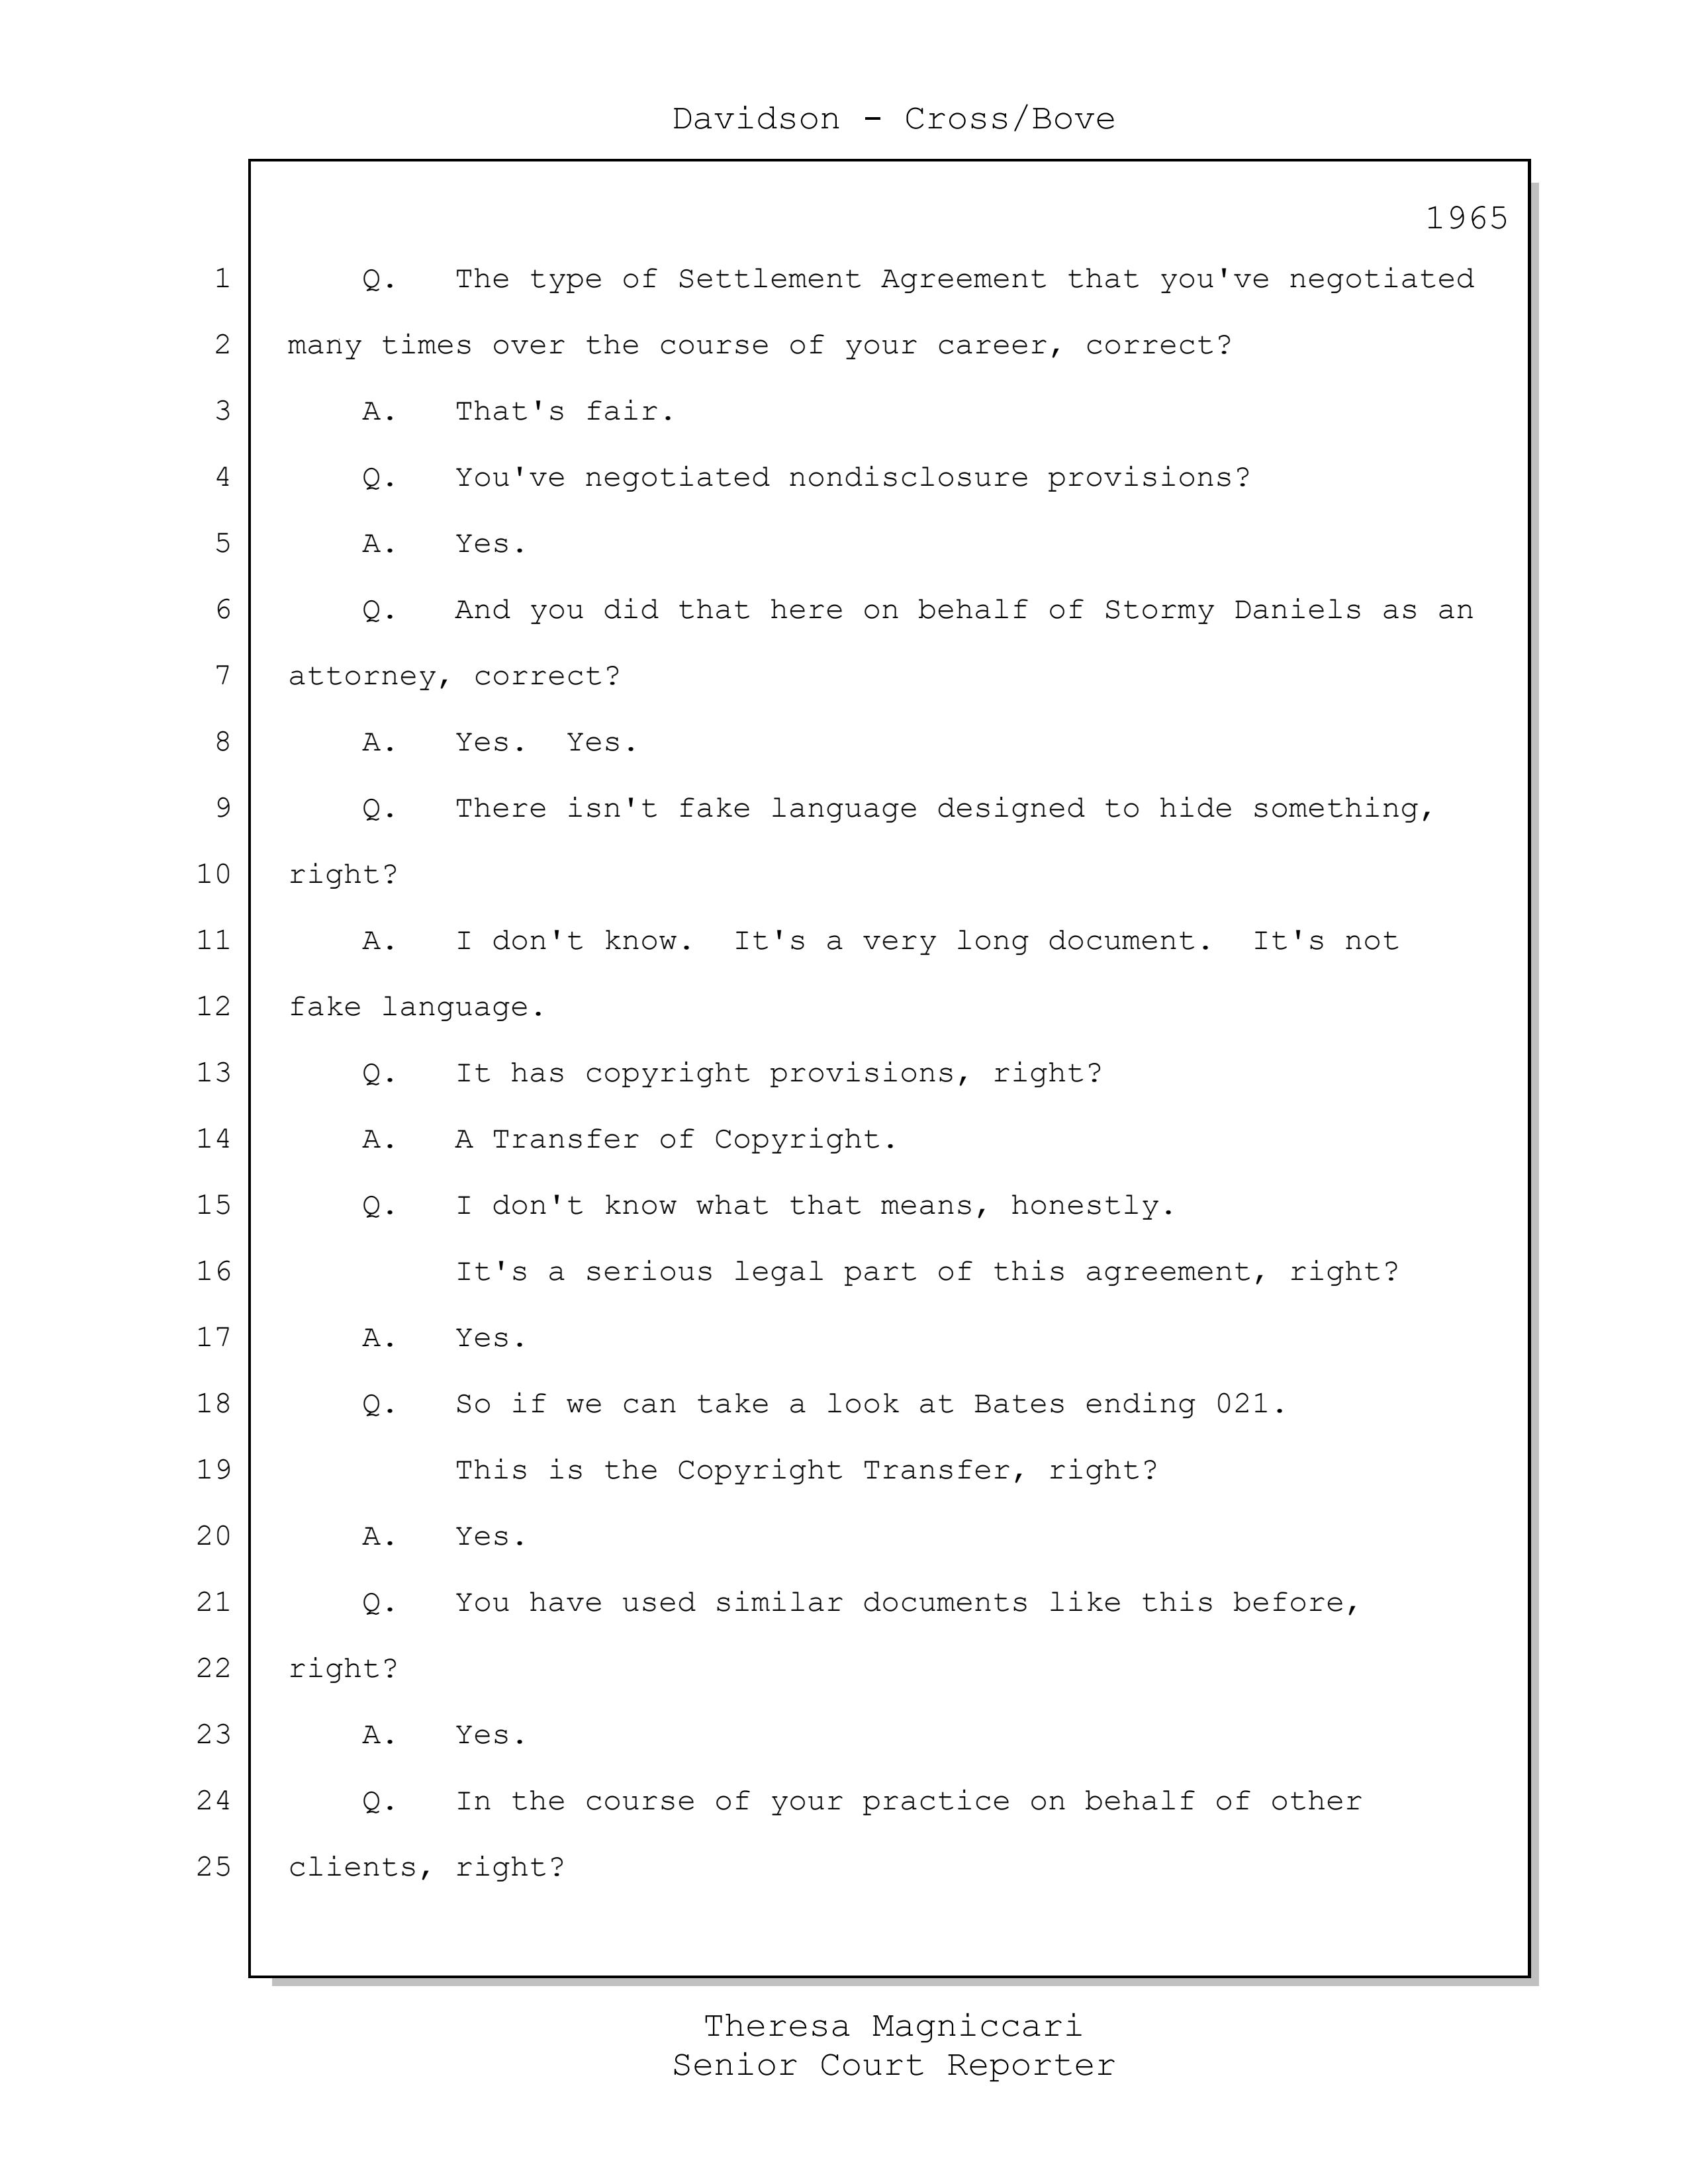 Davidson - Cross/Bove
1965
1 Q. The type of Settlement Agreement that you've negotiated
2 many times over the course of your career, correct?
3 A. That's fair.
4 Q. You've negotiated nondisclosure provisions?
5 A. Yes.
6 Q. And you did that here on behalf of Stormy Daniels as an
7 attorney, correct?
8 A. Yes. Yes.
9 Q. There isn't fake language designed to hide something,
10 right?
11 A. I don't know. It's a very long document. It's not
12 fake language.
13 Q. It has copyright provisions, right?
14 A. A Transfer of Copyright.
15 Q. I don't know what that means, honestly.
16 It's a serious legal part of this agreement, right?
17 A. Yes.
18 Q. So if we can take a look at Bates ending 021.
19 This is the Copyright Transfer, right?
20 A. Yes.
21 Q. You have used similar documents like this before,
22 right?
23 A. Yes.
24 Q. In the course of your practice on behalf of other
25 clients, right?
Theresa Magniccari
Senior Court Reporter